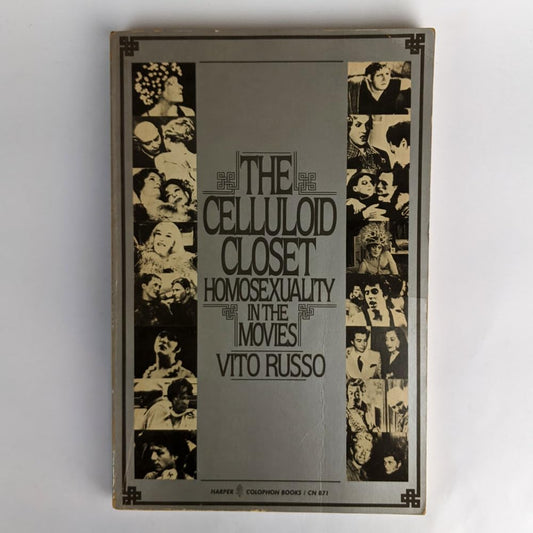 THE
CELLULOID
CLOSET
HOMOSEXUALITY
IN THE
MOVIES
VITO RUSSO
HARPER COLOPHON BOOKS / CN 871